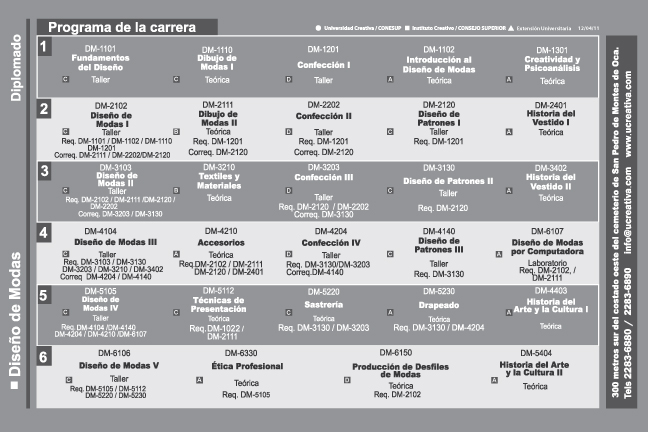 Programa de la carrera
Universidad Creativa / CONESUP Instituto Creativo / CONSEJO SUPERIOR Extensión Universitaria 12/04/11
Diplomado
1
DM-1101 DM-1110 DM-1201 DM-1102 DM-1301
Fundamentos del Diseño Dibujo de Modas I Confección I Introducción al Diseño de Modas Creatividad y Psicoanálisis
C Taller C Teórica D Taller A Teórica A Teórica
2
DM-2102 DM-2111 DM-2202 DM-2120 DM-2401
Diseño de Modas I Dibujo de Modas II Confección II Diseño de Patrones I Historia del Vestido I
C Taller B Teórica D Taller C Taller A Teórica
Req. DM-1101 / DM-1102 / DM-1110 Req. DM-1201 Req. DM-1201 Req. DM-1201
DM-1201 Correq. DM-2120 Correq. DM-2120
Correq. DM-2111 / DM-2202/DM-2120
3
DM-3103 DM-3210 DM-3203 DM-3130 DM-3402
Diseño de Modas II Textiles y Materiales Confección III Diseño de Patrones II Historia del Vestido II
C Taller B Teórica D Taller C Taller A Teórica
Req. DM-2102 / DM-2111 /DM-2120 / Req. DM-2120 / DM-2202 Req. DM-2120
DM-2202 Correq. DM-3130
Correq. DM-3203 / DM-3130
4
DM-4104 DM-4210 DM-4204 DM-4140 DM-6107
Diseño de Modas III Accesorios Confección IV Diseño de Patrones III Diseño de Modas por Computadora
C Taller A Teórica D Taller C Taller A Laboratorio
Req. DM-3103 / DM-3130 Req.DM-2102 / DM-2111 Req. DM-3130/DM-3203 Req. DM-3130 Req. DM-2102, /
DM-3203 / DM-3210 / DM-3402 DM-2120 / DM-2401 Correq.DM-4140 DM-2111
Correq. DM-4204 / DM-4140
5
DM-5105 DM-5112 DM-5220 DM-5230 DM-4403
Diseño de Modas IV Técnicas de Presentación Sastrería Drapeado Historia del Arte y la Cultura I
C Taller A Teórica C Teórica C Teórica A Teórica
Req. DM-4104 /DM-4140 Req. DM-1022 / Req. DM-3130 / DM-3203 Req. DM-3130 / DM-4204
DM-4204 / DM-4210 /DM-6107 DM-2111
6
DM-6106 DM-6330 DM-6150 DM-5404
Diseño de Modas V Ética Profesional Producción de Desfiles de Modas Historia del Arte y la Cultura II
C Taller A Teórica D Teórica A Teórica
Req. DM-5105 / DM-5112 Req. DM-5105 Req. DM-2102
DM-5220 / DM-5230
Diseño de Modas
300 metros sur del costado oeste del cementerio de San Pedro de Montes de Oca.
Tels 2283-6880 / 2283-6890 info@ucreativa.com www.ucreativa.com